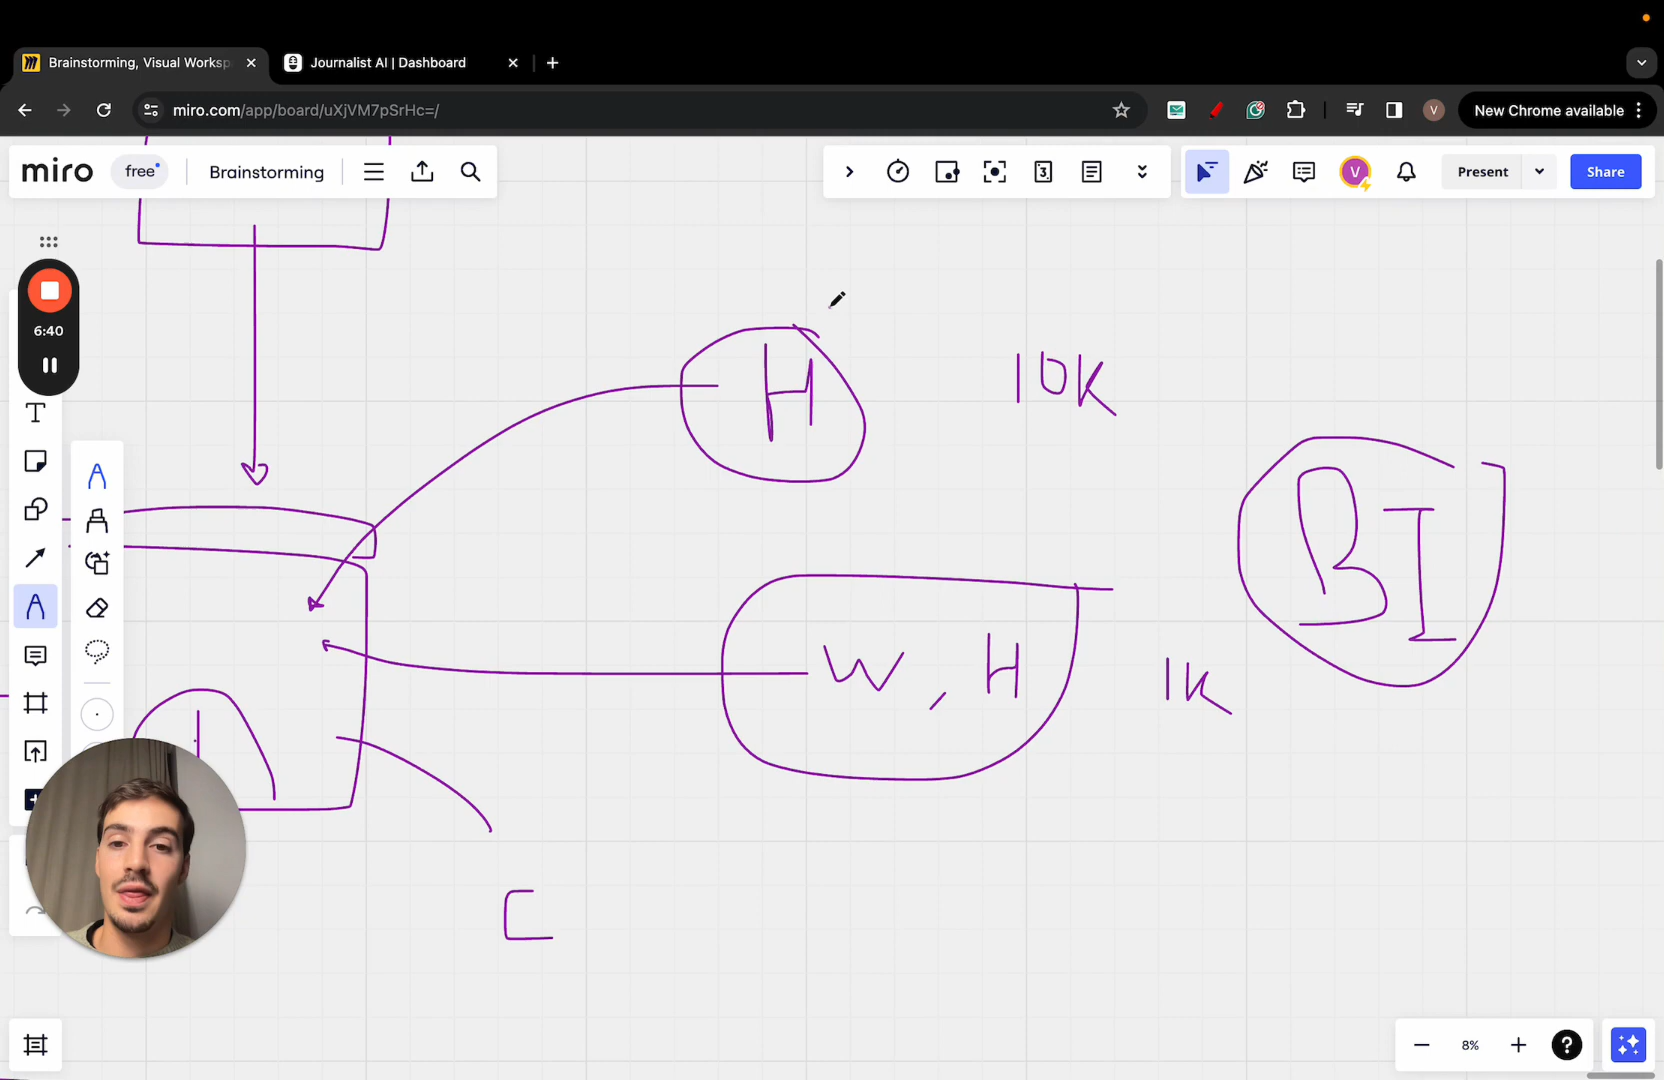 Brainstorming, Visual Worksp
Journalist AI | Dashboard
miro.com/app/board/uXjVM7pSrHc=/
V
New Chrome available
miro
free
Brainstorming
3
V
Present
Share
6:40
T
H
10K
BI
W, H
1K
8%
?